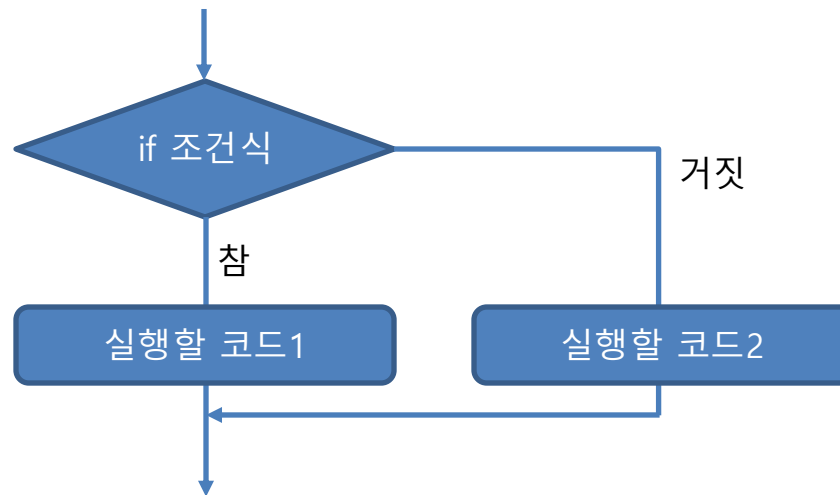 if 조건식
거짓
참
실행할 코드1
실행할 코드2